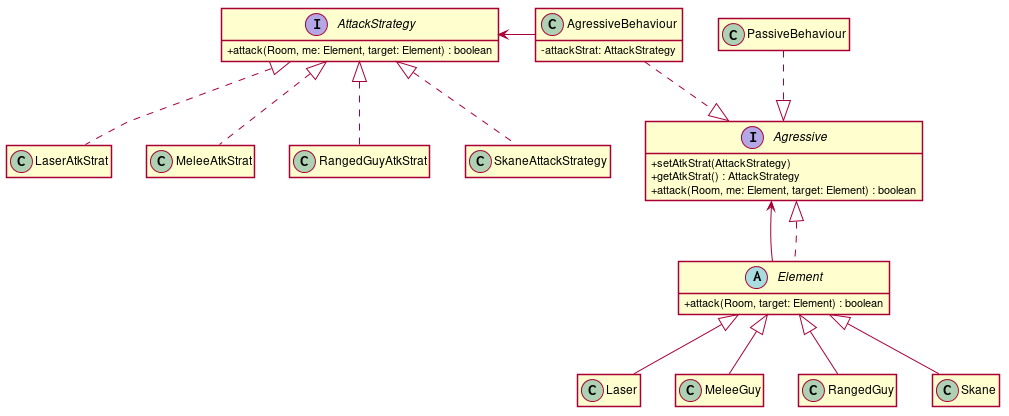 I AttackStrategy
+attack(Room, me: Element, target: Element) : boolean
C AgressiveBehaviour
-attackStrat: AttackStrategy
C PassiveBehaviour
C LaserAtkStrat
C MeleeAtkStrat
C RangedGuyAtkStrat
C SkaneAttackStrategy
I Agressive
+setAtkStrat(AttackStrategy)
+getAtkStrat() : AttackStrategy
+attack(Room, me: Element, target: Element) : boolean
A Element
+attack(Room, target: Element) : boolean
C Laser
C MeleeGuy
C RangedGuy
C Skane